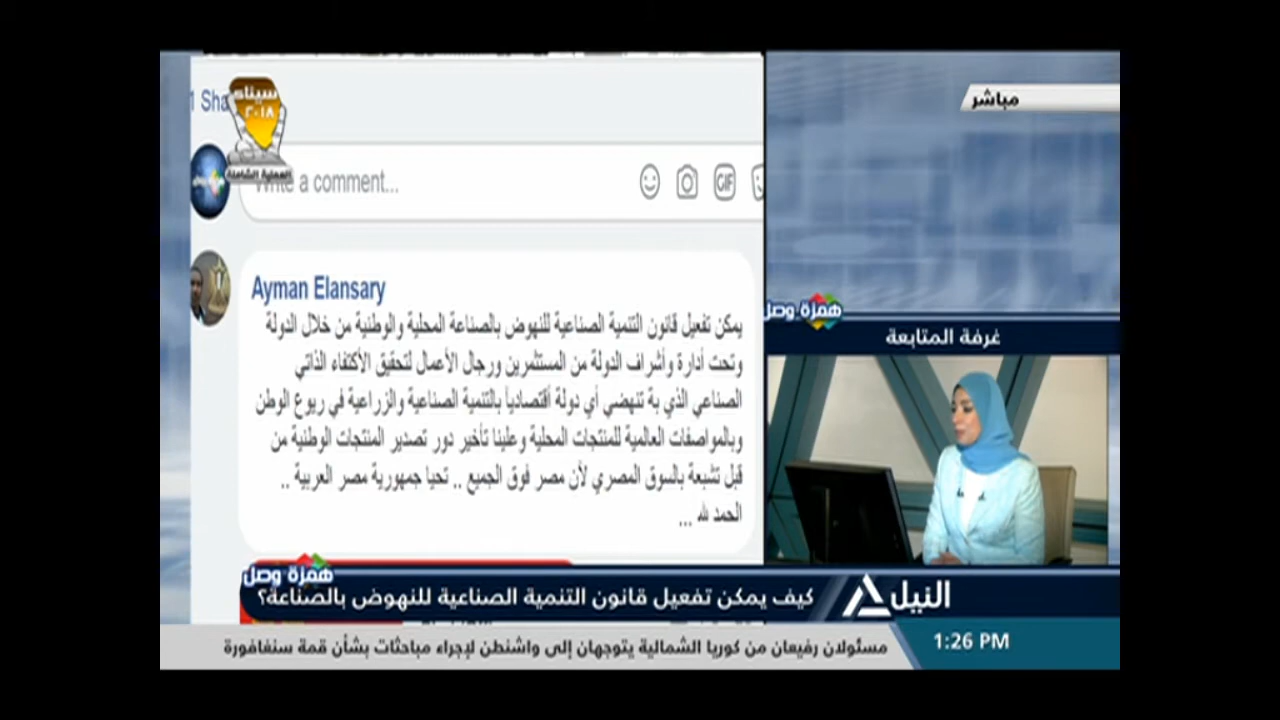 1 Sha
سيناء
٢٠١٨
العملية الشاملة
مباشر
Write a comment...
GIF
همزة وصل
Ayman Elansary
يمكن تفعيل قانون التنمية الصناعية للنهوض بالصناعة المحلية والوطنية من خلال الدولة
وتحت أدارة وأشراف الدولة من المستثمرين ورجال الأعمال لتحقيق الأكتفاء الذاتي
الصناعي الذي بة تنهضي أي دولة أقتصادياً بالتنمية الصناعية والزراعية في ربوع الوطن
وبالمواصفات العالمية للمنتجات المحلية وعلينا تأخير دور تصدير المنتجات الوطنية من
قبل تشبعة بالسوق المصري لأن مصر فوق الجميع .. تحيا جمهورية مصر العربية ..
الحمد لله ...
همزة وصل
غرفة المتابعة
همزة وصل
النيل
كيف يمكن تفعيل قانون التنمية الصناعية للنهوض بالصناعة؟
1:26 PM
مسئولان رفيعان من كوريا الشمالية يتوجهان إلى واشنطن لإجراء مباحثات بشأن قمة سنغافورة